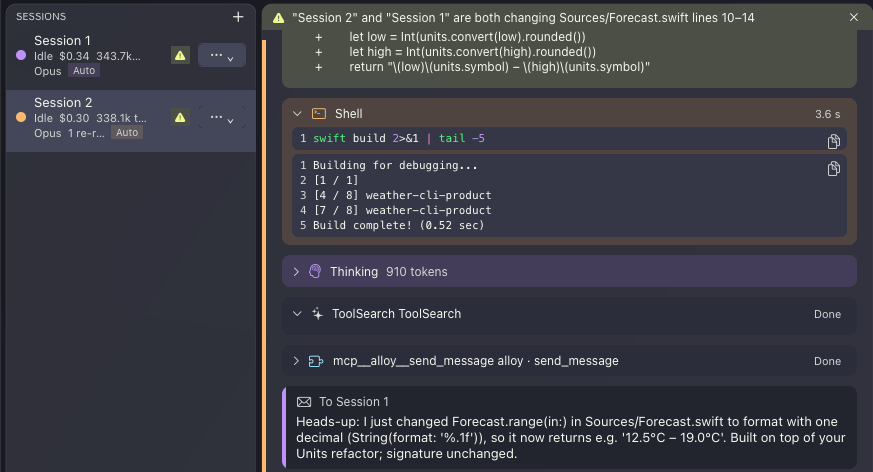 SESSIONS +
Session 1
Idle $0.34 343.7k...
Opus Auto
Session 2
Idle $0.30 338.1k t...
Opus 1 re-r... Auto
"Session 2" and "Session 1" are both changing Sources/Forecast.swift lines 10–14
+ let low = Int(units.convert(low).rounded())
+ let high = Int(units.convert(high).rounded())
+ return "\(low)\(units.symbol) – \(high)\(units.symbol)"
Shell 3.6 s
1 swift build 2>&1 | tail -5
1 Building for debugging...
2 [1 / 1]
3 [4 / 8] weather-cli-product
4 [7 / 8] weather-cli-product
5 Build complete! (0.52 sec)
Thinking 910 tokens
ToolSearch ToolSearch Done
mcp__alloy__send_message alloy · send_message Done
To Session 1
Heads-up: I just changed Forecast.range(in:) in Sources/Forecast.swift to format with one
decimal (String(format: '%.1f')), so it now returns e.g. '12.5°C – 19.0°C'. Built on top of your
Units refactor; signature unchanged.